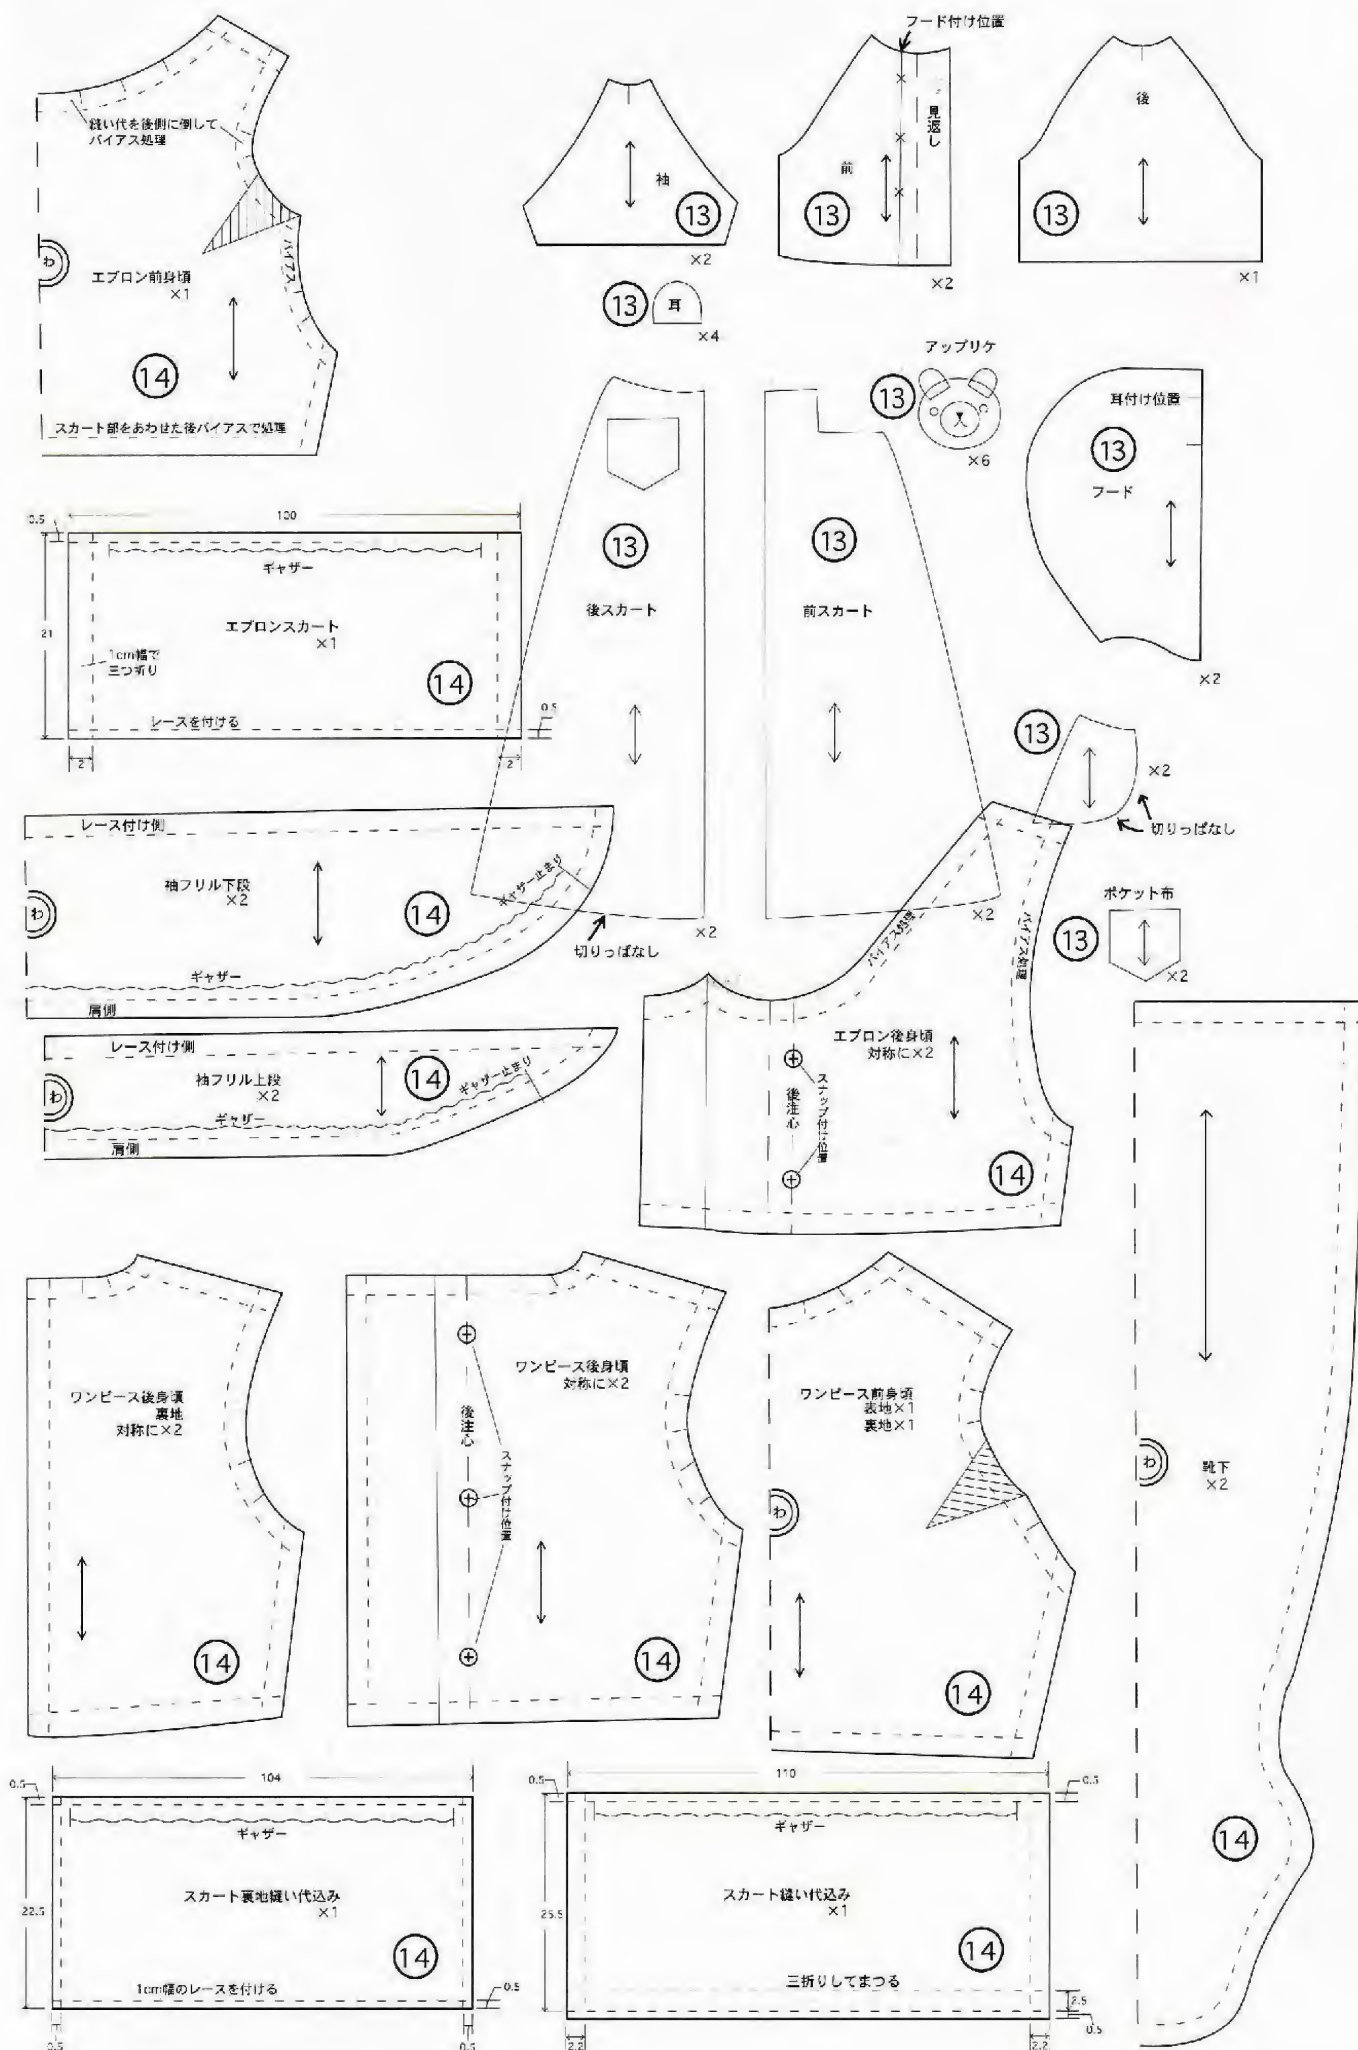 縫い代を後側に倒して
バイアス処理
バイアス
わ
エプロン前身頃
×1
14
スカート部をあわせた後バイアスで処理
袖
13
×2
フード付け位置
見返し
前
13
×2
後
13
×1
13
耳
×4
アップリケ
13
×6
耳付け位置
13
フード
×2
13
後スカート
×2
切りっぱなし
13
前スカート
×2
13
×2
切りっぱなし
ポケット布
13
×2
100
0.5
ギャザー
21
エプロンスカート
×1
1cm幅で
三つ折り
14
レースを付ける
0.5
2
2
レース付け側
袖フリル下段
×2
14
ギャザー止まり
わ
ギャザー
肩側
レース付け側
袖フリル上段
×2
14
ギャザー止まり
わ
ギャザー
肩側
バイアス処理
バイアス処理
エプロン後身頃
対称に×2
スナップ付け位置
後注心
14
ワンピース後身頃
裏地
対称に×2
14
ワンピース後身頃
対称に×2
後注心
スナップ付け位置
14
ワンピース前身頃
表地×1
裏地×1
わ
14
わ
靴下
×2
14
104
0.5
ギャザー
22.5
スカート裏地縫い代込み
×1
14
1cm幅のレースを付ける
0.5
0.5
0.5
110
0.5
ギャザー
25.5
スカート縫い代込み
×1
14
三折りしてまつる
2.5
0.5
2.2
2.2